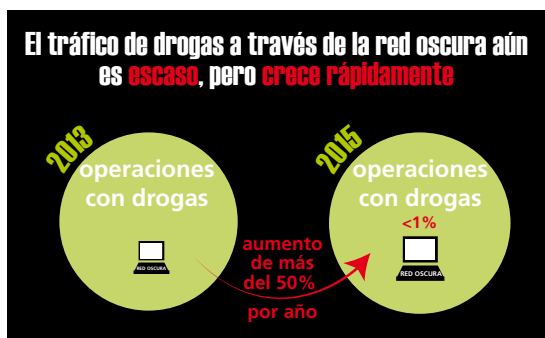 El tráfico de drogas a través de la red oscura aún
es escaso, pero crece rápidamente
2013
operaciones
con drogas
RED OSCURA
aumento
de más
del 50%
por año
2015
operaciones
con drogas
<1%
RED OSCURA